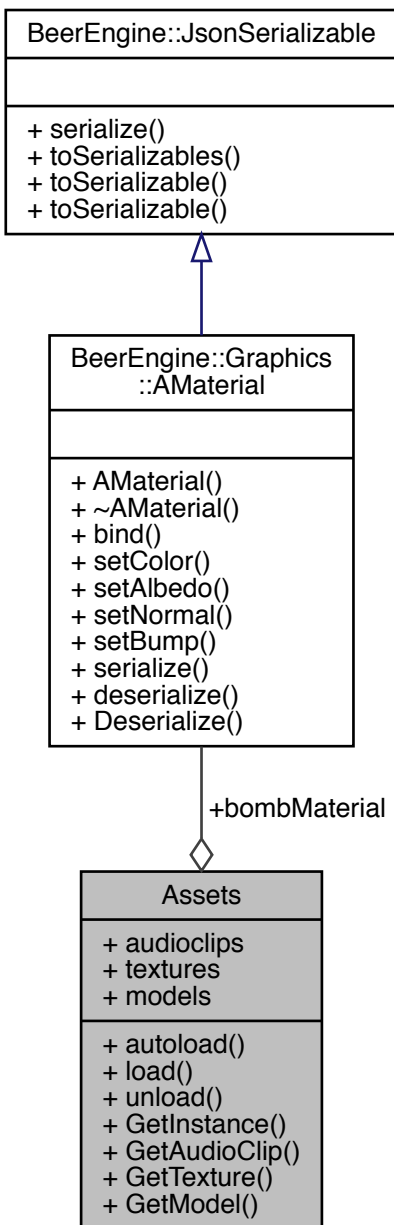 BeerEngine::JsonSerializable
+ serialize()
+ toSerializables()
+ toSerializable()
+ toSerializable()
BeerEngine::Graphics
::AMaterial
+ AMaterial()
+ ~AMaterial()
+ bind()
+ setColor()
+ setAlbedo()
+ setNormal()
+ setBump()
+ serialize()
+ deserialize()
+ Deserialize()
+bombMaterial
Assets
+ audioclips
+ textures
+ models
+ autoload()
+ load()
+ unload()
+ GetInstance()
+ GetAudioClip()
+ GetTexture()
+ GetModel()